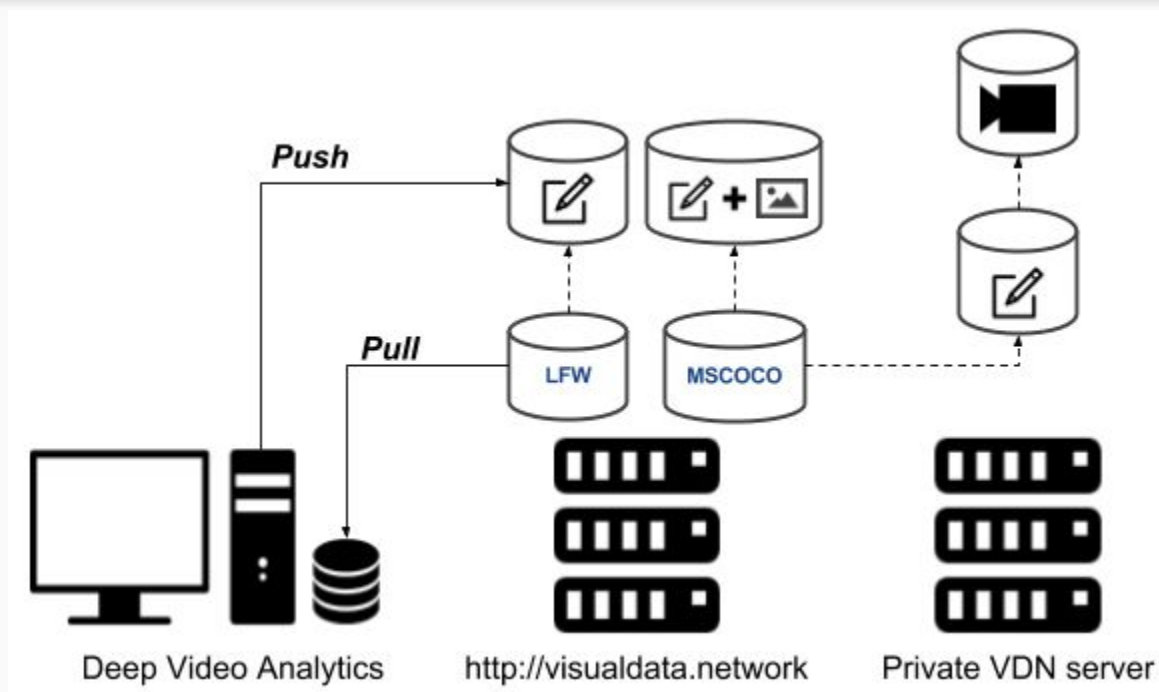 Push
Pull
LFW
MSCOCO
Deep Video Analytics
http://visualdata.network
Private VDN server